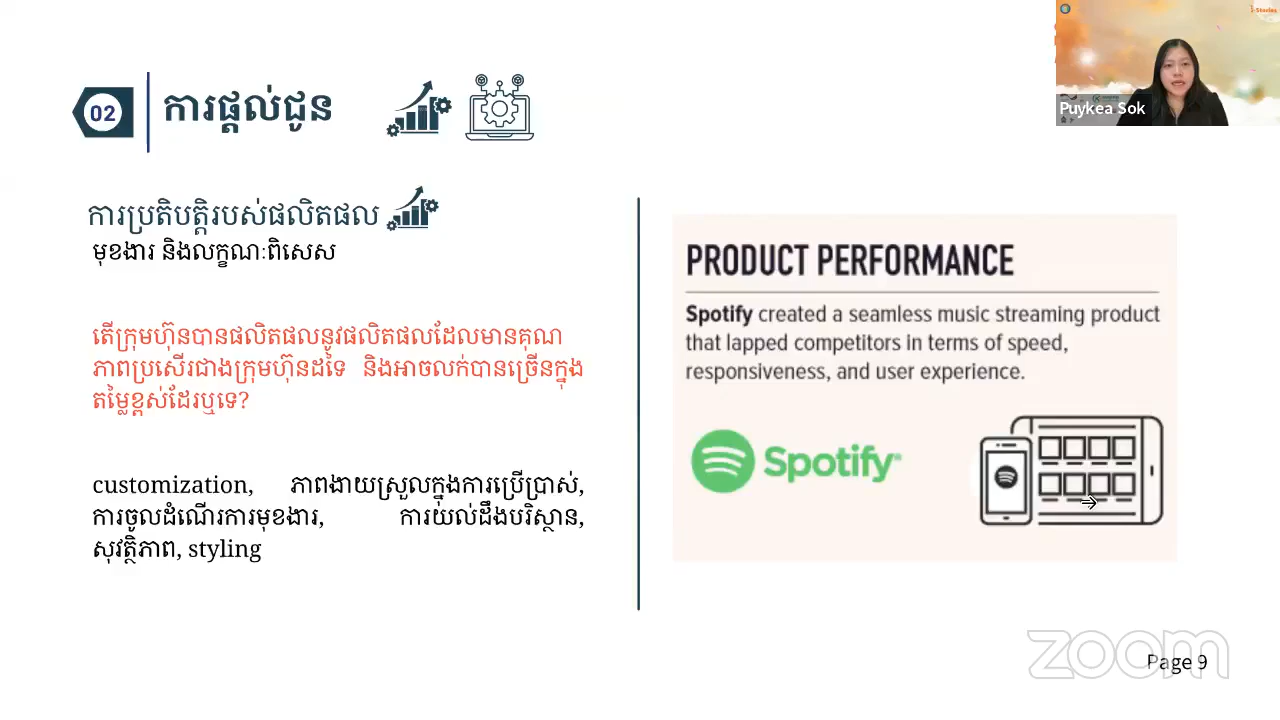 02
ការផ្តល់ជូន
ការប្រតិបត្តិរបស់ផលិតផល
មុខងារ និងលក្ខណៈពិសេស
តើក្រុមហ៊ុនបានផលិតផលនូវផលិតផលដែលមានគុណ
ភាពប្រសើរជាងក្រុមហ៊ុនដទៃ និងអាចលក់បានច្រើនក្នុង
តម្លៃខ្ពស់ដែរឬទេ?
customization, ភាពងាយស្រួលក្នុងការប្រើប្រាស់,
ការចូលដំណើរការមុខងារ, ការយល់ដឹងបរិស្ថាន,
សុវត្ថិភាព, styling
PRODUCT PERFORMANCE
Spotify created a seamless music streaming product
that lapped competitors in terms of speed,
responsiveness, and user experience.
Spotify
Puykea Sok
zoom
Page 9